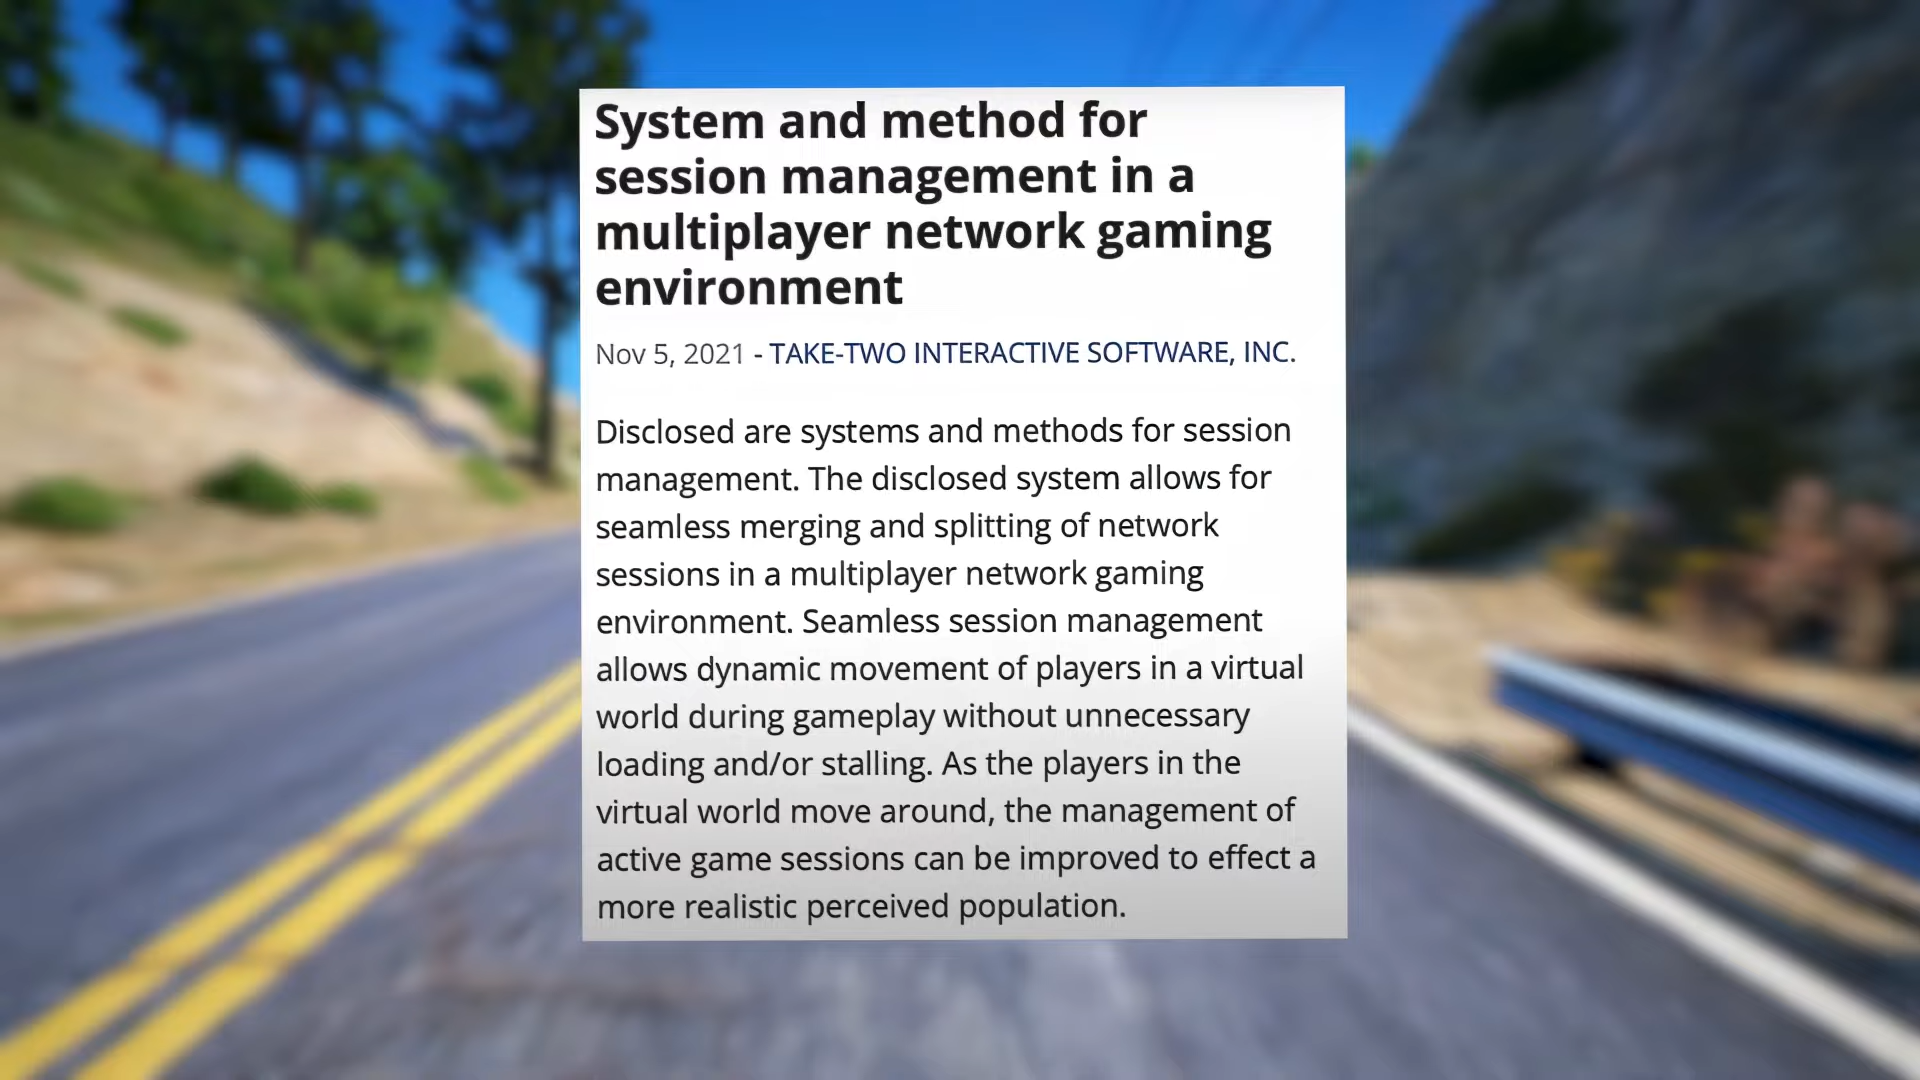 System and method for
session management in a
multiplayer network gaming
environment
Nov 5, 2021 - TAKE-TWO INTERACTIVE SOFTWARE, INC.
Disclosed are systems and methods for session
management. The disclosed system allows for
seamless merging and splitting of network
sessions in a multiplayer network gaming
environment. Seamless session management
allows dynamic movement of players in a virtual
world during gameplay without unnecessary
loading and/or stalling. As the players in the
virtual world move around, the management of
active game sessions can be improved to effect a
more realistic perceived population.